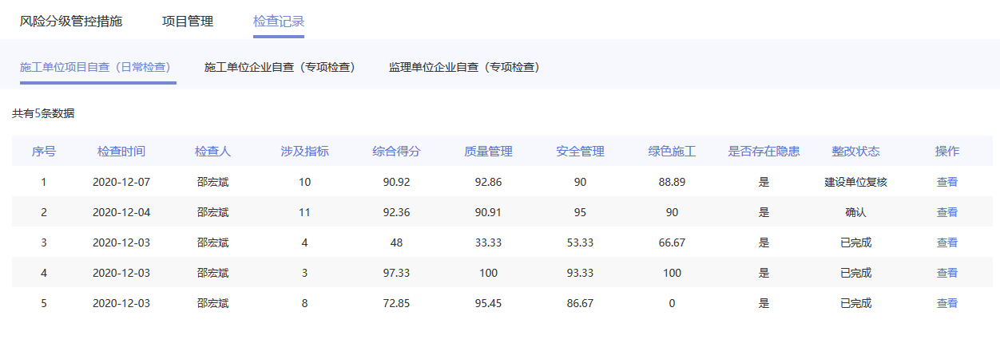 风险分级管控措施 项目管理 检查记录
施工单位项目自查（日常检查） 施工单位企业自查（专项检查） 监理单位企业自查（专项检查）
共有5条数据
序号 检查时间 检查人 涉及指标 综合得分 质量管理 安全管理 绿色施工 是否存在隐患 整改状态 操作
1 2020-12-07 邵宏斌 10 90.92 92.86 90 88.89 是 建设单位复核 查看
2 2020-12-04 邵宏斌 11 92.36 90.91 95 90 是 确认 查看
3 2020-12-03 邵宏斌 4 48 33.33 53.33 66.67 是 已完成 查看
4 2020-12-03 邵宏斌 3 97.33 100 93.33 100 是 已完成 查看
5 2020-12-03 邵宏斌 8 72.85 95.45 86.67 0 是 已完成 查看